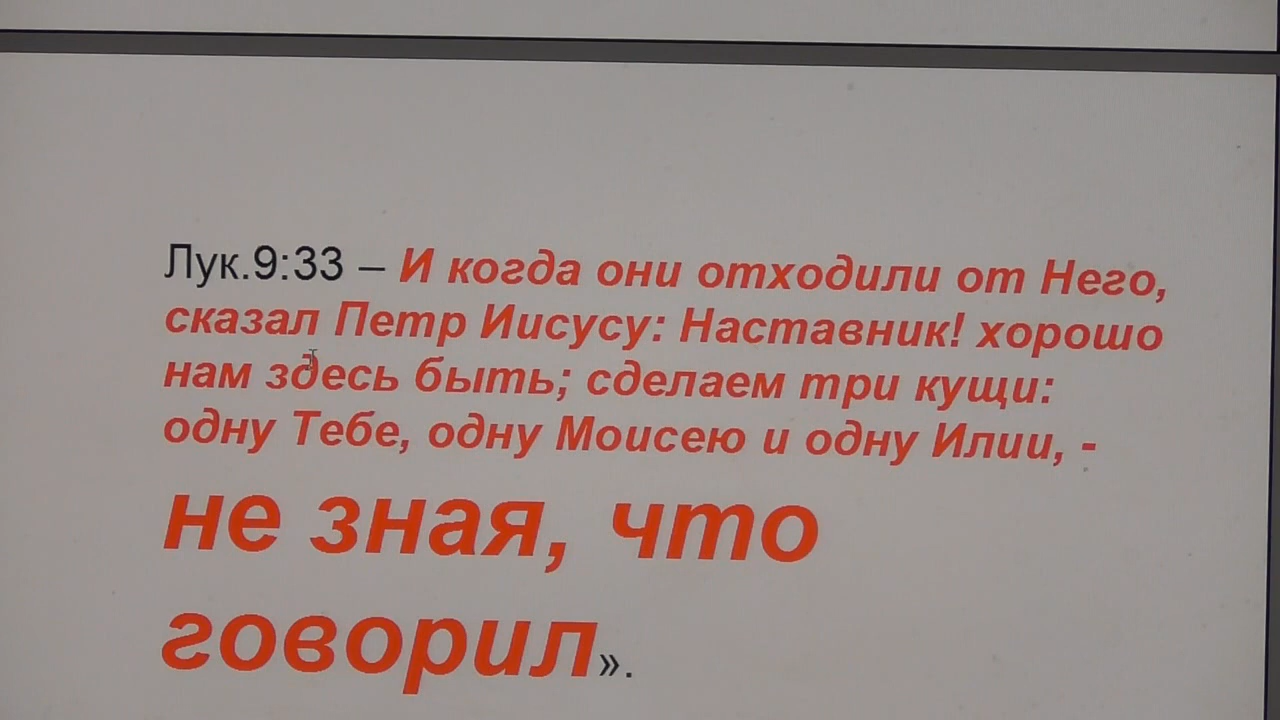 Лук.9:33 – И когда они отходили от Него,
сказал Петр Иисусу: Наставник! хорошо
нам здесь быть; сделаем три кущи:
одну Тебе, одну Моисею и одну Илии, -
не зная, что
говорил».